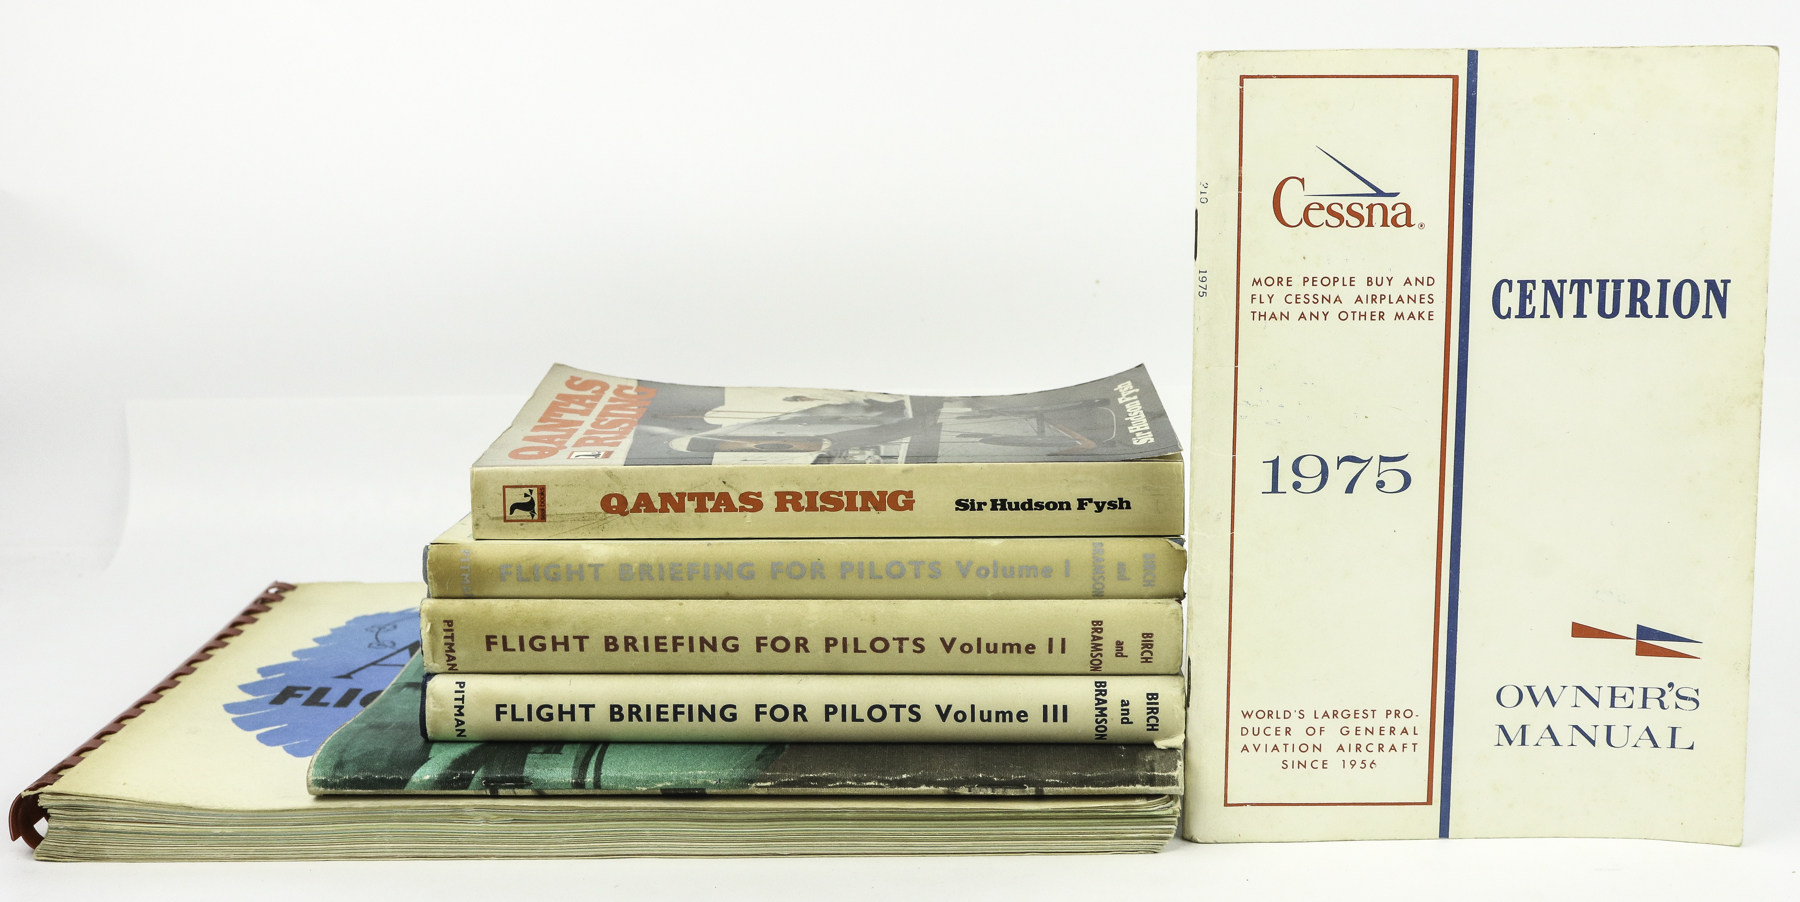 QANTAS
RISING
Sir Hudson Fysh
QANTAS RISING Sir Hudson Fysh
FLIGHT BRIEFING FOR PILOTS Volume I BRAMSON and BIRCH
PITMAN FLIGHT BRIEFING FOR PILOTS Volume II BRAMSON and BIRCH
PITMAN FLIGHT BRIEFING FOR PILOTS Volume III BRAMSON and BIRCH
210 1975
Cessna®
MORE PEOPLE BUY AND
FLY CESSNA AIRPLANES
THAN ANY OTHER MAKE
1975
WORLD'S LARGEST PRO-
DUCER OF GENERAL
AVIATION AIRCRAFT
SINCE 1956
CENTURION
OWNER'S
MANUAL